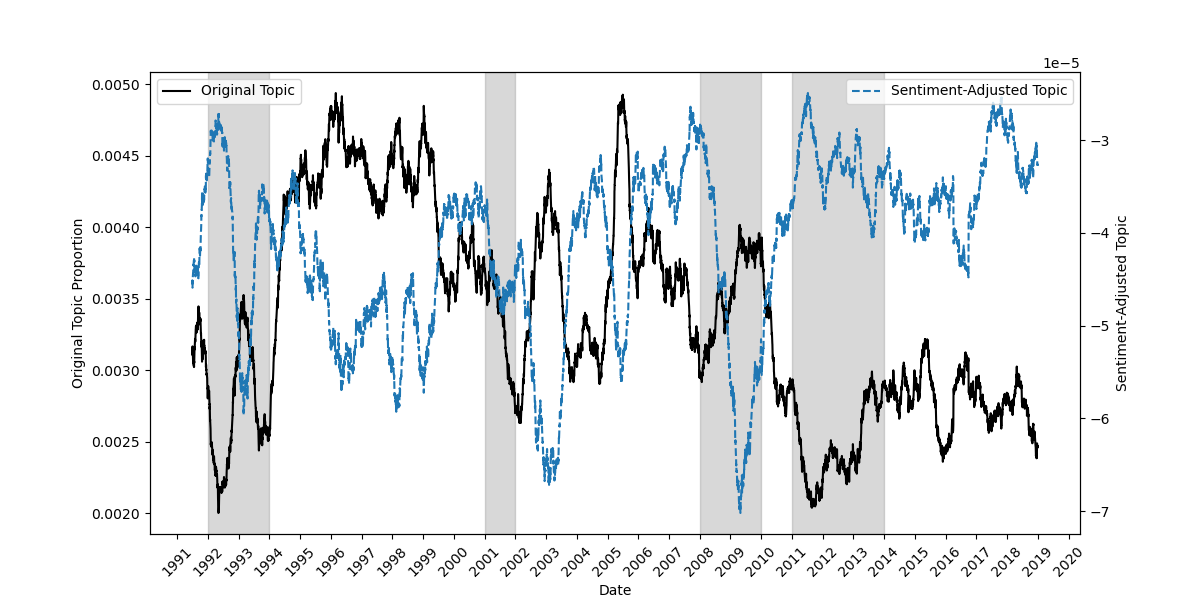 1e−5
Original Topic
Sentiment-Adjusted Topic
0.0050
0.0045
0.0040
0.0035
0.0030
0.0025
0.0020
Original Topic Proportion
−3
−4
−5
−6
−7
Sentiment-Adjusted Topic
1991 1992 1993 1994 1995 1996 1997 1998 1999 2000 2001 2002 2003 2004 2005 2006 2007 2008 2009 2010 2011 2012 2013 2014 2015 2016 2017 2018 2019 2020
Date